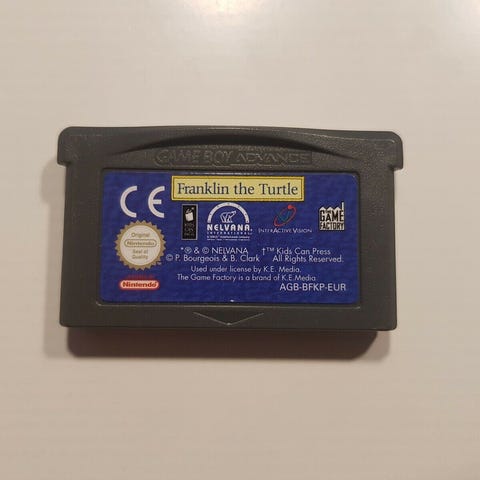 GAME BOY ADVANCE
Franklin the Turtle
CE
NELVANA
INTERNATIONAL
INTERACTIVE VISION
THE
GAME
FACTORY
Original
Nintendo
Seal of
Quality
*® & © NELVANA †™ Kids Can Press
© P. Bourgeois & B. Clark All Rights Reserved.
Used under license by K.E. Media.
The Game Factory is a brand of K.E.Media.
Nintendo
AGB-BFKP-EUR